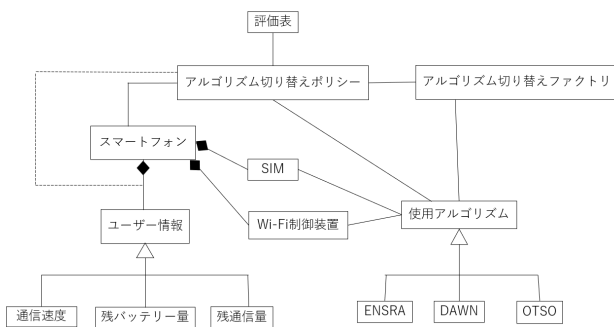 評価表
アルゴリズム切り替えポリシー
アルゴリズム切り替えファクトリ
スマートフォン
SIM
ユーザー情報
Wi-Fi制御装置
使用アルゴリズム
通信速度
残バッテリー量
残通信量
ENSRA
DAWN
OTSO